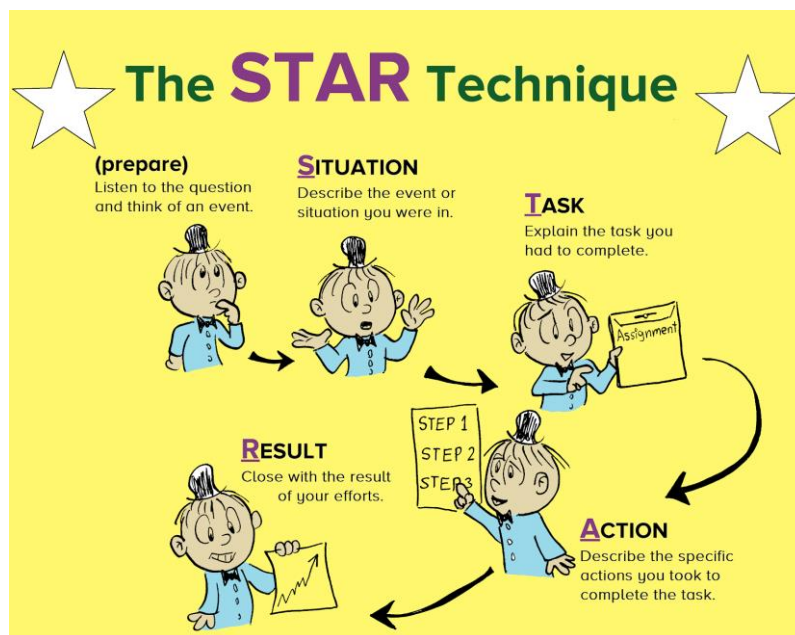 The STAR Technique
(prepare)
Listen to the question
and think of an event.
SITUATION
Describe the event or
situation you were in.
TASK
Explain the task you
had to complete.
Assignment
STEP 1
STEP 2
STEP 3
ACTION
Describe the specific
actions you took to
complete the task.
RESULT
Close with the result
of your efforts.